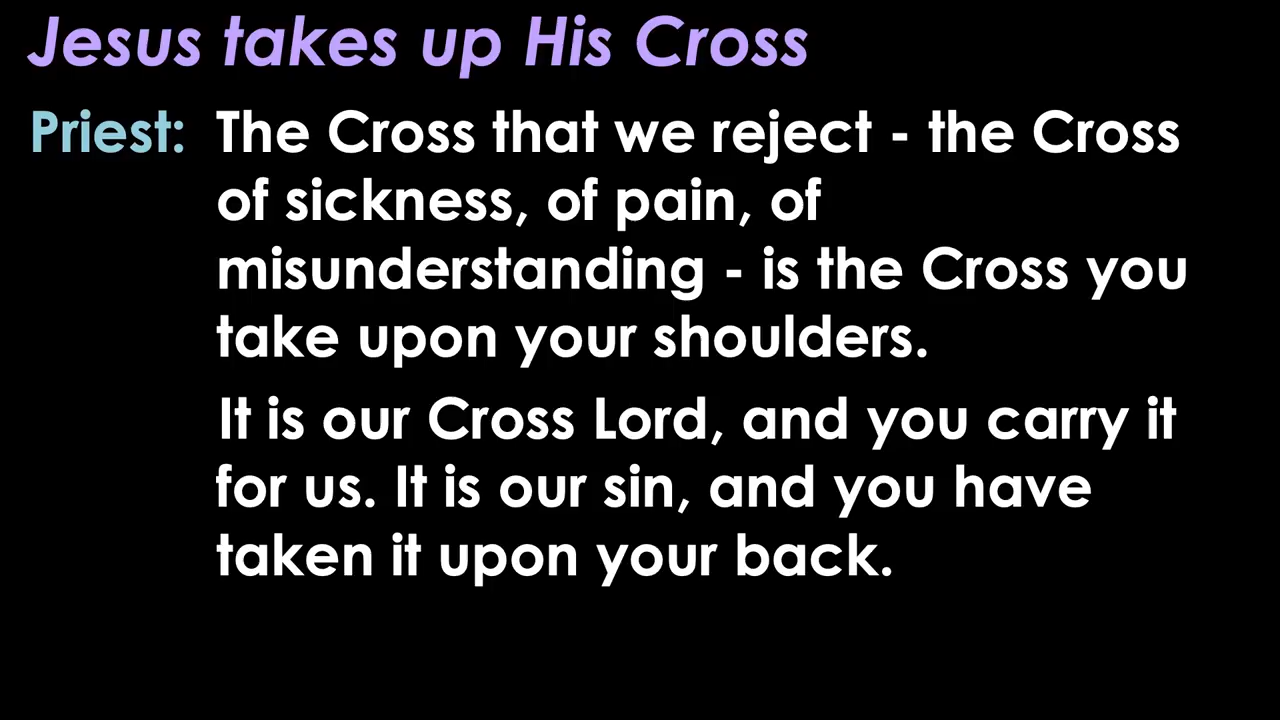 Jesus takes up His Cross
Priest: The Cross that we reject - the Cross
of sickness, of pain, of
misunderstanding - is the Cross you
take upon your shoulders.
It is our Cross Lord, and you carry it
for us. It is our sin, and you have
taken it upon your back.